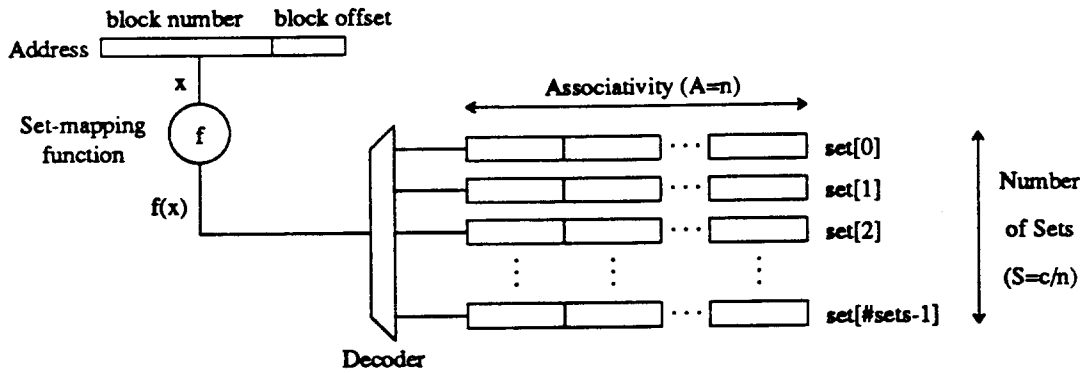 block number block offset
Address
x
Associativity (A=n)
Set-mapping
function
f
set[0]
set[1]
Number
f(x)
set[2]
of Sets
(S=c/n)
set[#sets-1]
Decoder